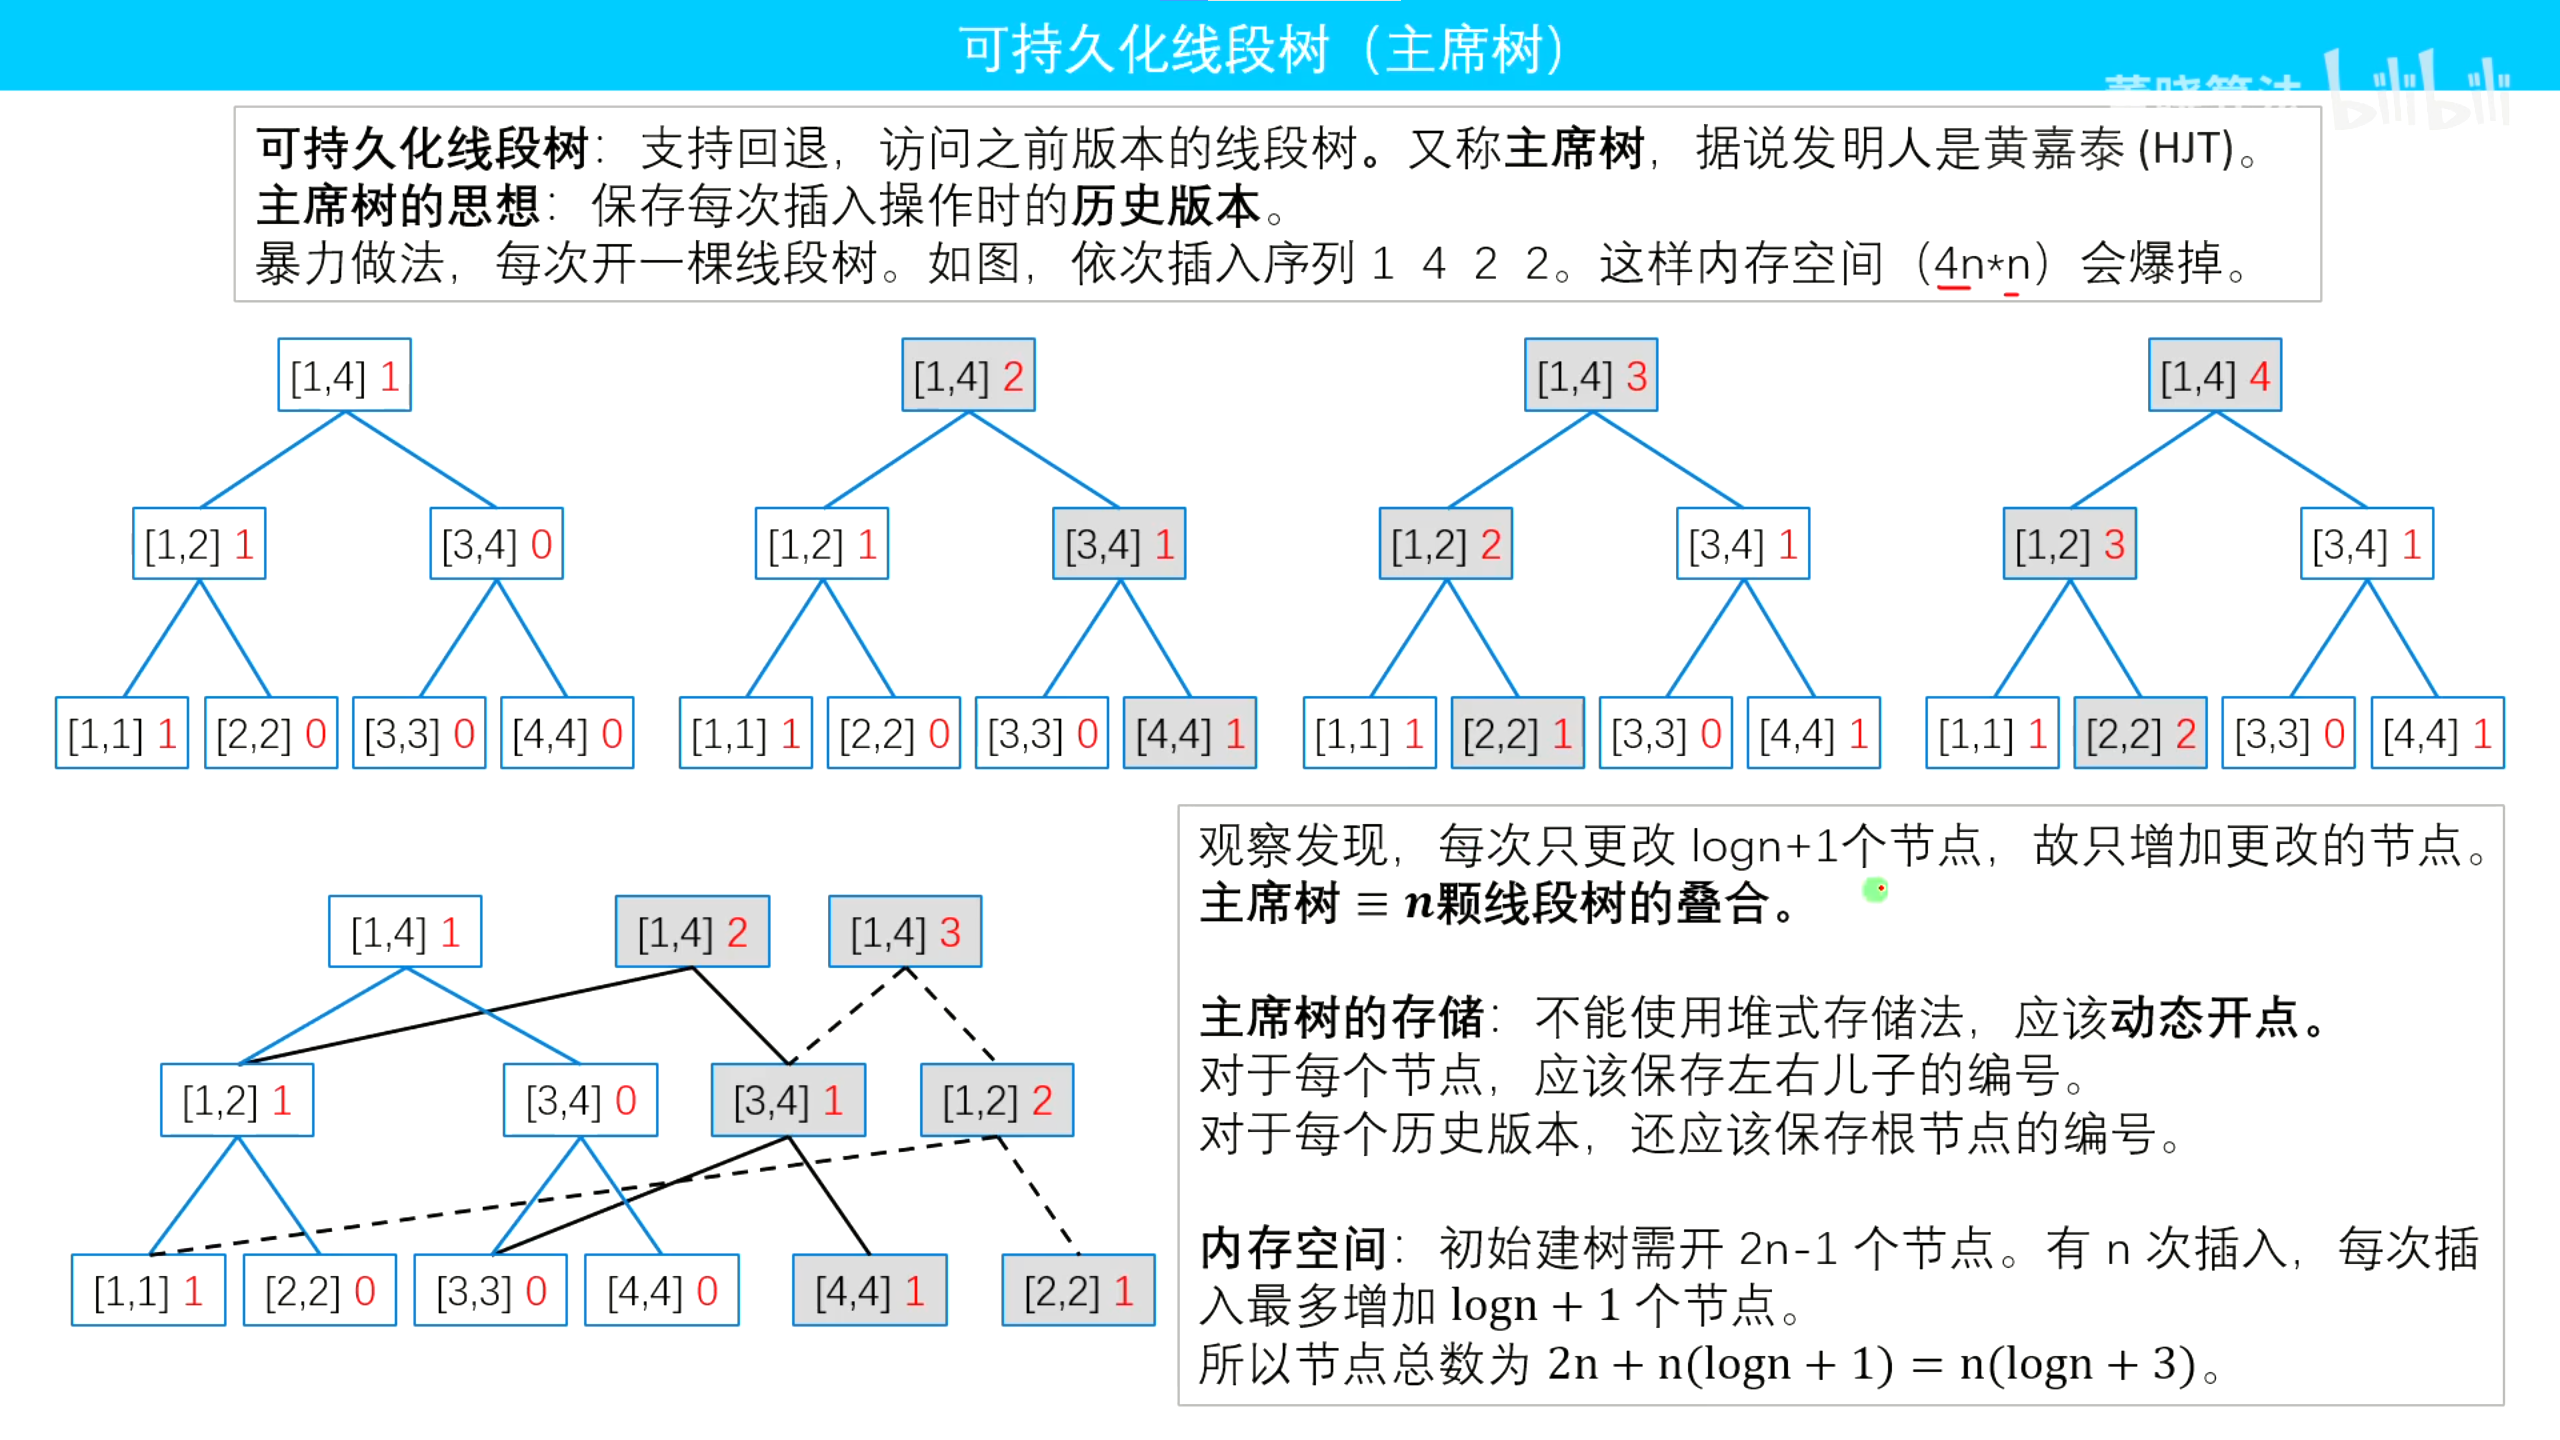 可持久化线段树（主席树）
董晓算法 bilibili
可持久化线段树：支持回退，访问之前版本的线段树。又称主席树，据说发明人是黄嘉泰 (HJT)。
主席树的思想：保存每次插入操作时的历史版本。
暴力做法，每次开一棵线段树。如图，依次插入序列 1 4 2 2。这样内存空间（4n*n）会爆掉。
[1,4] 1 [1,4] 2 [1,4] 3 [1,4] 4
[1,2] 1 [3,4] 0 [1,2] 1 [3,4] 1 [1,2] 2 [3,4] 1 [1,2] 3 [3,4] 1
[1,1] 1 [2,2] 0 [3,3] 0 [4,4] 0 [1,1] 1 [2,2] 0 [3,3] 0 [4,4] 1 [1,1] 1 [2,2] 1 [3,3] 0 [4,4] 1 [1,1] 1 [2,2] 2 [3,3] 0 [4,4] 1
[1,4] 1 [1,4] 2 [1,4] 3
[1,2] 1 [3,4] 0 [3,4] 1 [1,2] 2
[1,1] 1 [2,2] 0 [3,3] 0 [4,4] 0 [4,4] 1 [2,2] 1
观察发现，每次只更改 logn+1个节点，故只增加更改的节点。
主席树 ≡ n颗线段树的叠合。
主席树的存储：不能使用堆式存储法，应该动态开点。
对于每个节点，应该保存左右儿子的编号。
对于每个历史版本，还应该保存根节点的编号。
内存空间：初始建树需开 2n-1 个节点。有 n 次插入，每次插
入最多增加 logn + 1 个节点。
所以节点总数为 2n + n(logn + 1) = n(logn + 3)。